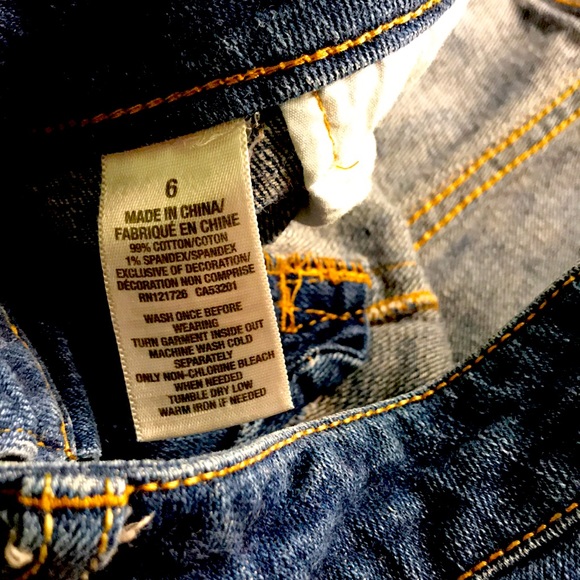 6
MADE IN CHINA/
FABRIQUÉ EN CHINE
99% COTTON/COTON
1% SPANDEX/SPANDEX
EXCLUSIVE OF DECORATION/
DÉCORATION NON COMPRISE
RN121726 CA53201
WASH ONCE BEFORE
WEARING
TURN GARMENT INSIDE OUT
MACHINE WASH COLD
SEPARATELY
ONLY NON-CHLORINE BLEACH
WHEN NEEDED
TUMBLE DRY LOW
WARM IRON IF NEEDED